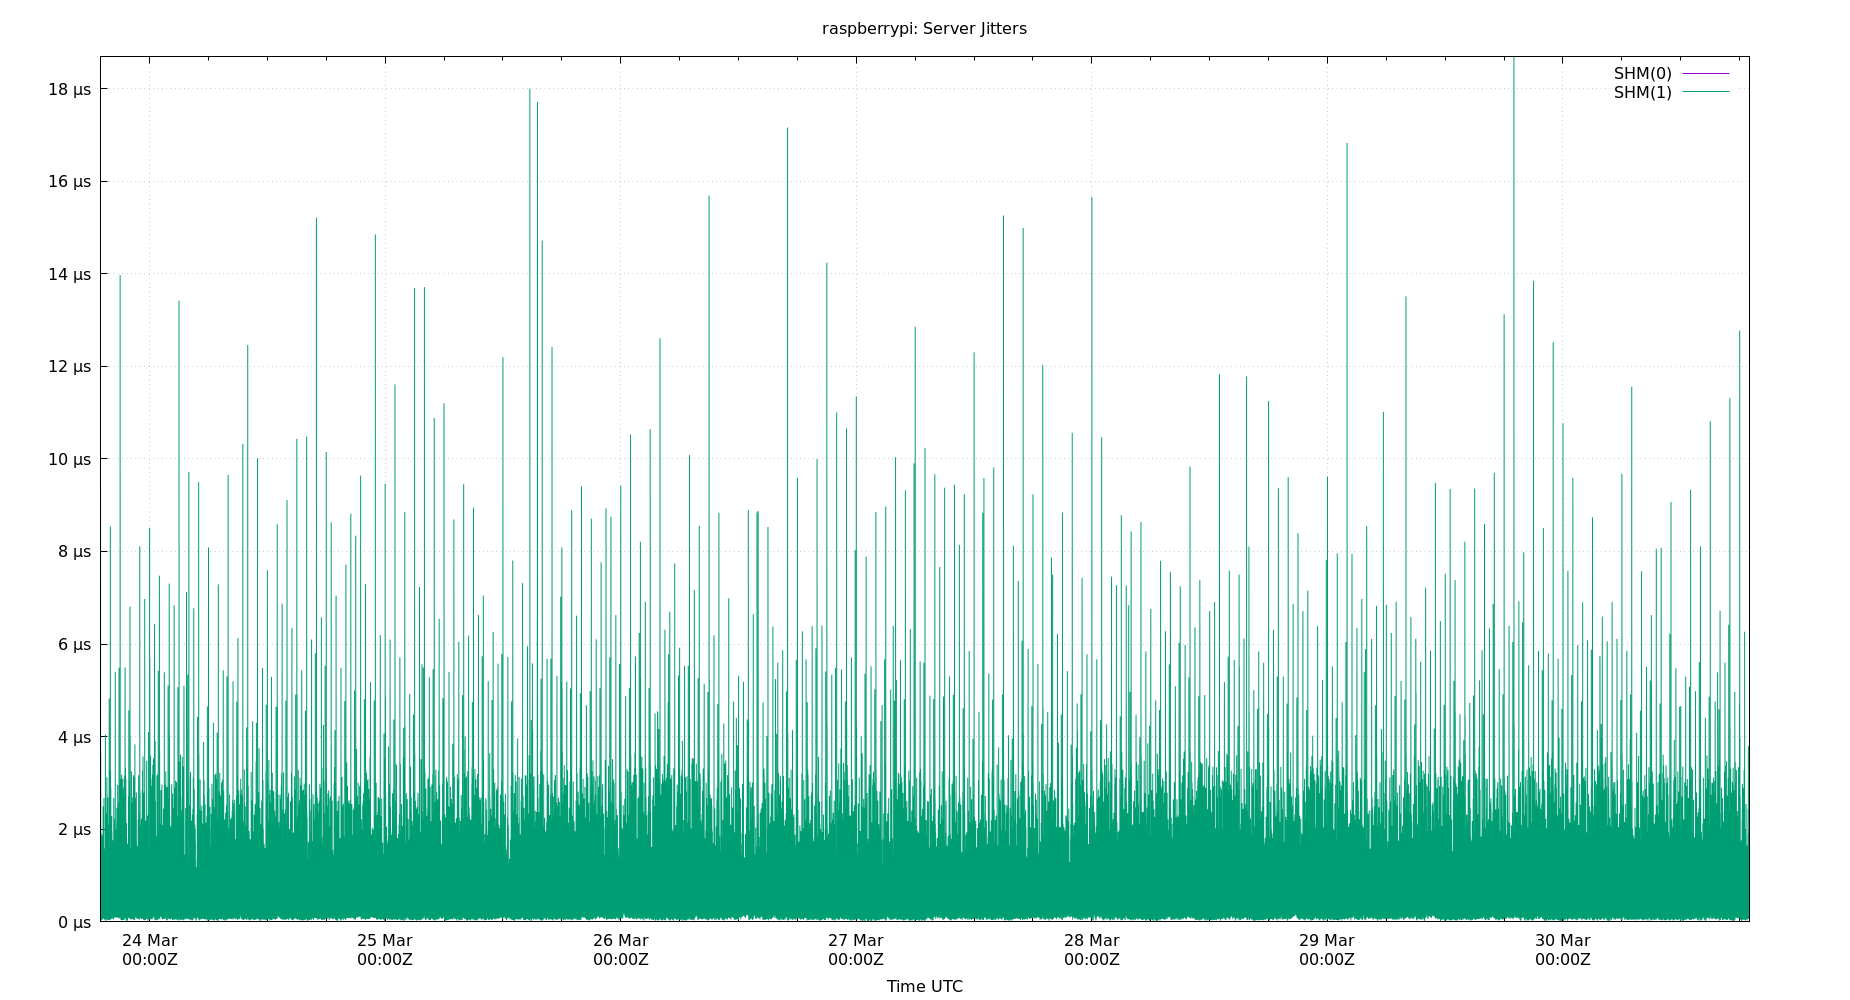 raspberrypi: Server Jitters
SHM(0)
SHM(1)
18 µs
16 µs
14 µs
12 µs
10 µs
8 µs
6 µs
4 µs
2 µs
0 µs
24 Mar 25 Mar 26 Mar 27 Mar 28 Mar 29 Mar 30 Mar
00:00Z 00:00Z 00:00Z 00:00Z 00:00Z 00:00Z 00:00Z
Time UTC